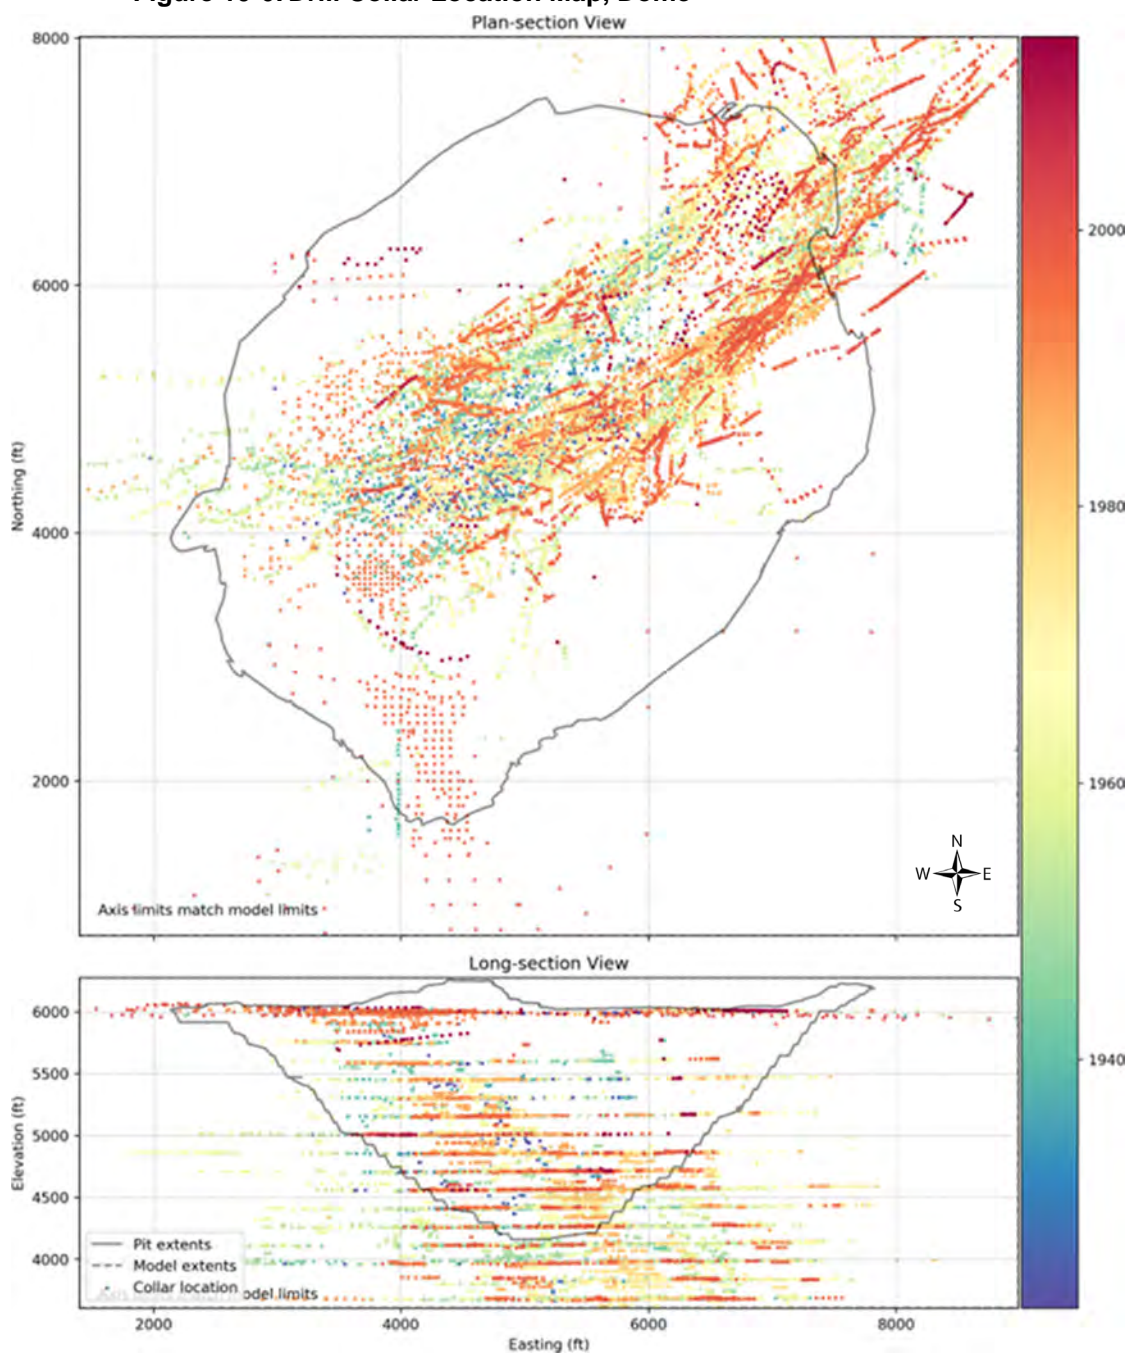 Plan-section View
8000
6000
4000
2000
Northing (ft)
2000
1980
1960
1940
N
W E
S
Axis limits match model limits
Long-section View
6000
5500
5000
4500
4000
Elevation (ft)
Pit extents
Model extents
Collar location
model limits
2000 4000 6000 8000
Easting (ft)